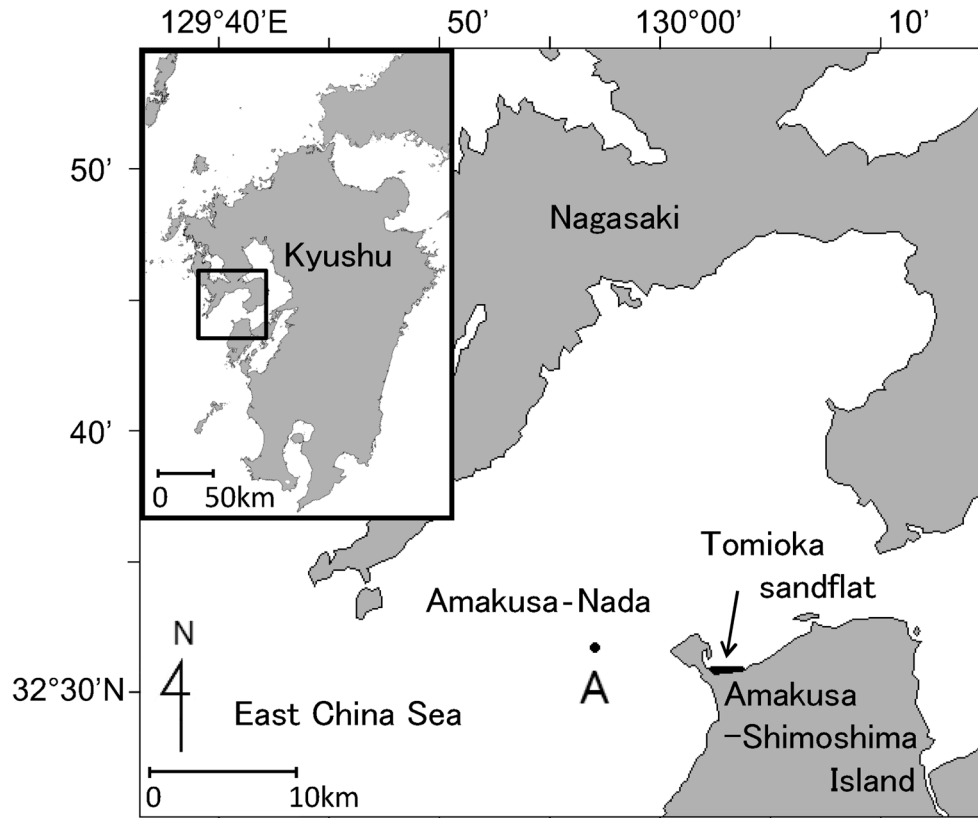 129°40’E
50’
130°00’
10’
50’
40’
32°30’N
Kyushu
0
50km
Nagasaki
Tomioka
sandflat
Amakusa-Nada
A
N
East China Sea
Amakusa
-Shimoshima
Island
0
10km